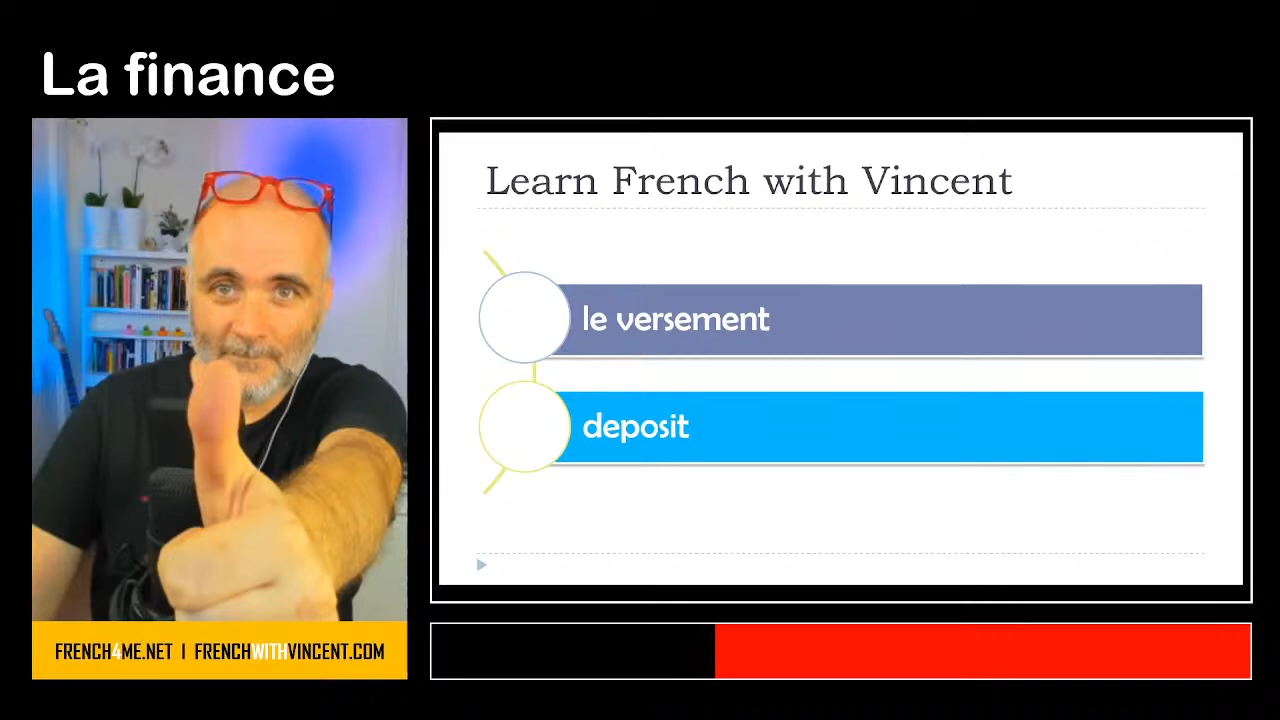 La finance
Learn French with Vincent
le versement
deposit
FRENCH4ME.NET | FRENCHWITHVINCENT.COM